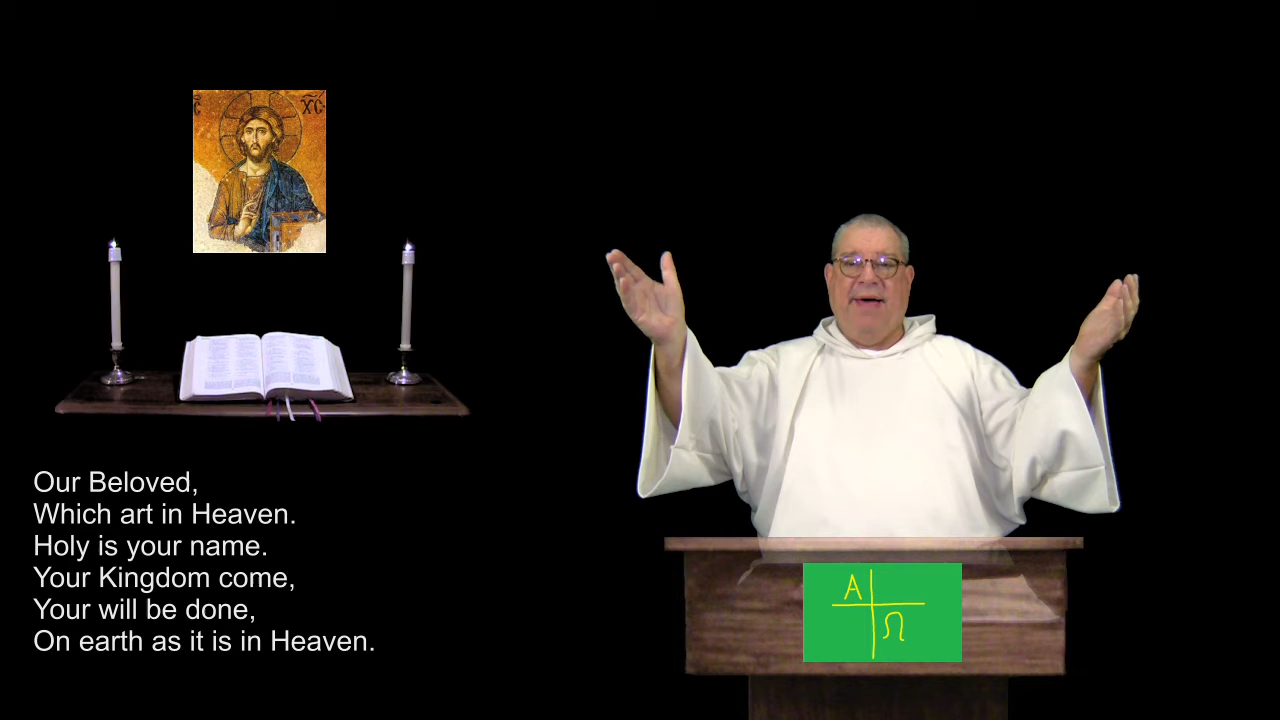 C
XC
Our Beloved,
Which art in Heaven.
Holy is your name.
Your Kingdom come,
Your will be done,
On earth as it is in Heaven.
A
Ω